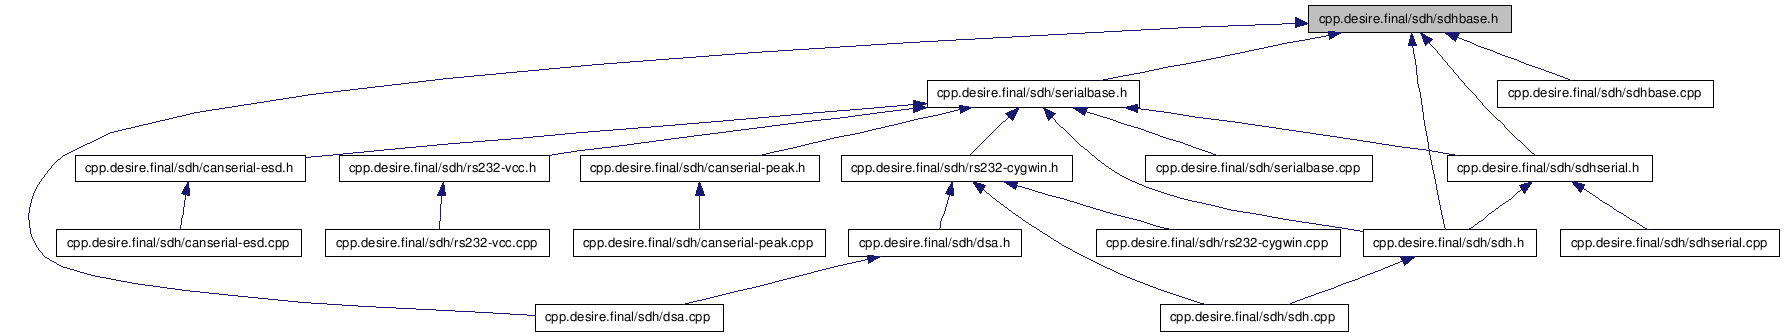 cpp.desire.final/sdh/sdhbase.h
cpp.desire.final/sdh/serialbase.h
cpp.desire.final/sdh/sdhbase.cpp
cpp.desire.final/sdh/canserial-esd.h
cpp.desire.final/sdh/rs232-vcc.h
cpp.desire.final/sdh/canserial-peak.h
cpp.desire.final/sdh/rs232-cygwin.h
cpp.desire.final/sdh/serialbase.cpp
cpp.desire.final/sdh/sdhserial.h
cpp.desire.final/sdh/canserial-esd.cpp
cpp.desire.final/sdh/rs232-vcc.cpp
cpp.desire.final/sdh/canserial-peak.cpp
cpp.desire.final/sdh/dsa.h
cpp.desire.final/sdh/rs232-cygwin.cpp
cpp.desire.final/sdh/sdh.h
cpp.desire.final/sdh/sdhserial.cpp
cpp.desire.final/sdh/dsa.cpp
cpp.desire.final/sdh/sdh.cpp